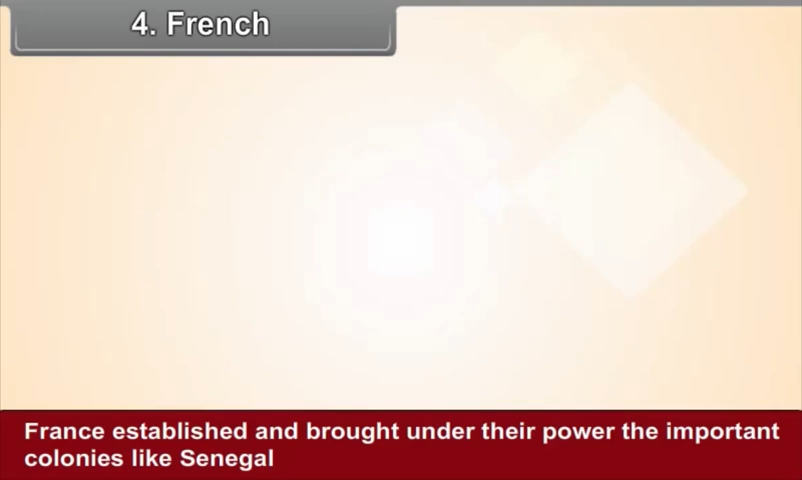 4. French
France established and brought under their power the important
colonies like Senegal